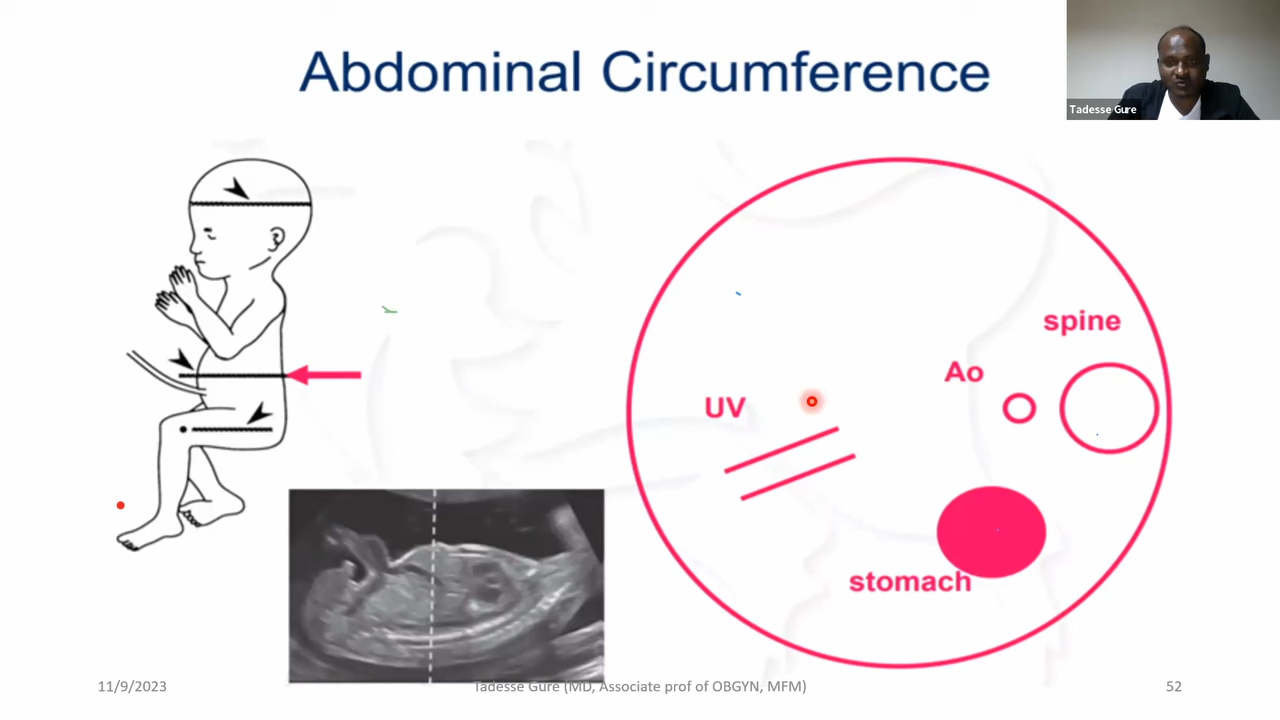 Abdominal Circumference
Tadesse Gure
spine
Ao
UV
stomach
11/9/2023
Tadesse Gure (MD, Associate prof of OBGYN, MFM)
52